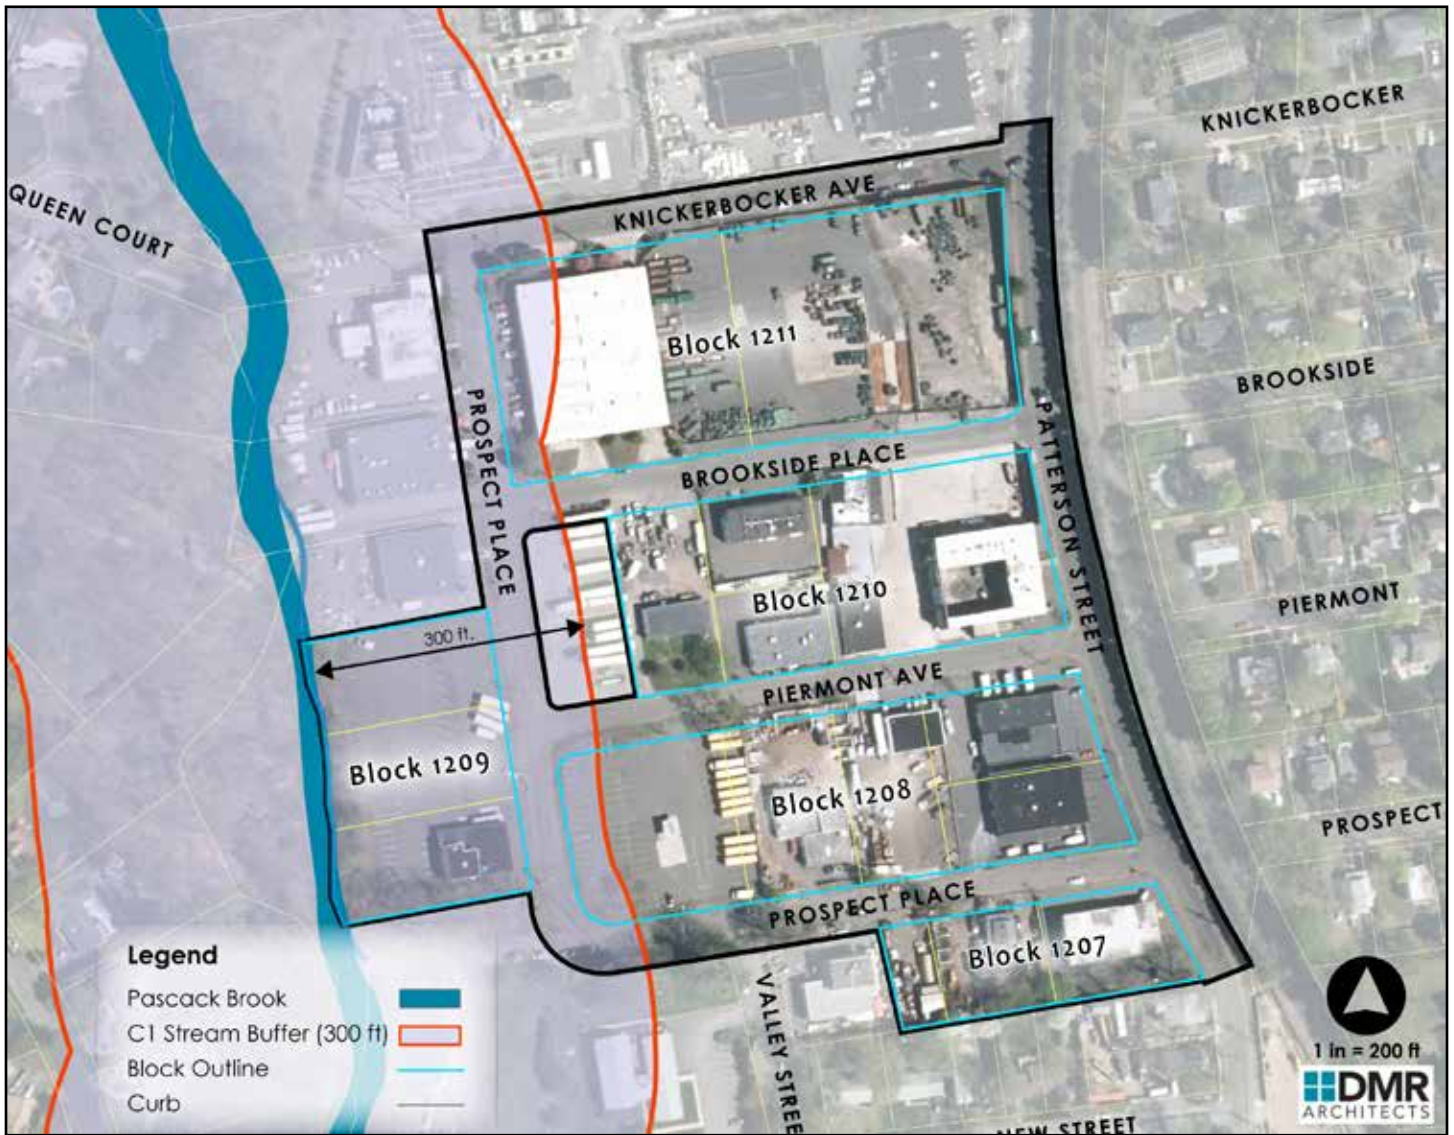 KNICKERBOCKER
QUEEN COURT
KNICKERBOCKER AVE
Block 1211
BROOKSIDE
PROSPECT PLACE
PATTERSON STREET
BROOKSIDE PLACE
Block 1210
PIERMONT
300 ft.
PIERMONT AVE
Block 1209
Block 1208
PROSPECT
PROSPECT PLACE
Block 1207
VALLEY STREE
NEW STREET
Legend
Pascack Brook
C1 Stream Buffer (300 ft)
Block Outline
Curb
1 in = 200 ft
DMR
ARCHITECTS